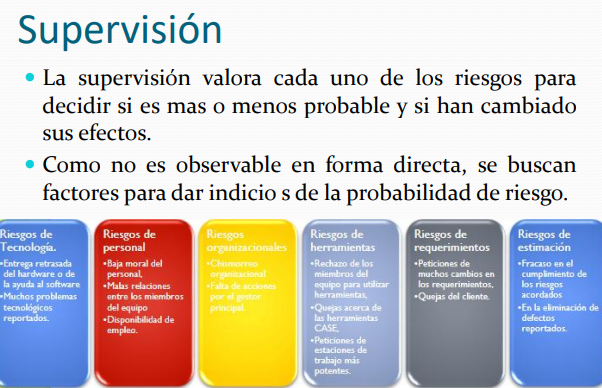 Supervisión
• La supervisión valora cada uno de los riesgos para
decidir si es mas o menos probable y si han cambiado
sus efectos.
• Como no es observable en forma directa, se buscan
factores para dar indicio s de la probabilidad de riesgo.
Riesgos de
Tecnología.
•Entrega retrasada
del hardware o de
la ayuda al software
•Muchos problemas
tecnológicos
reportados.
Riesgos de
personal
•Baja moral del
personal,
•Malas relaciones
entre los miembros
del equipo
•Disponibilidad de
empleo.
Riesgos
organizacionales
•Chismorreo
organizacional
•Falta de acciones
por el gestor
principal.
Riesgos de
herramientas
•Rechazo de los
miembros del
equipo para utilizar
herramientas,
•Quejas acerca de
las herramientas
CASE,
•Peticiones de
estaciones de
trabajo más
potentes.
Riesgos de
requerimientos
•Peticiones de
muchos cambios en
los requerimientos,
•Quejas del cliente.
Riesgos de
estimación
•Fracaso en el
cumplimiento de
los riesgos
acordados
•En la eliminación de
defectos
reportados.